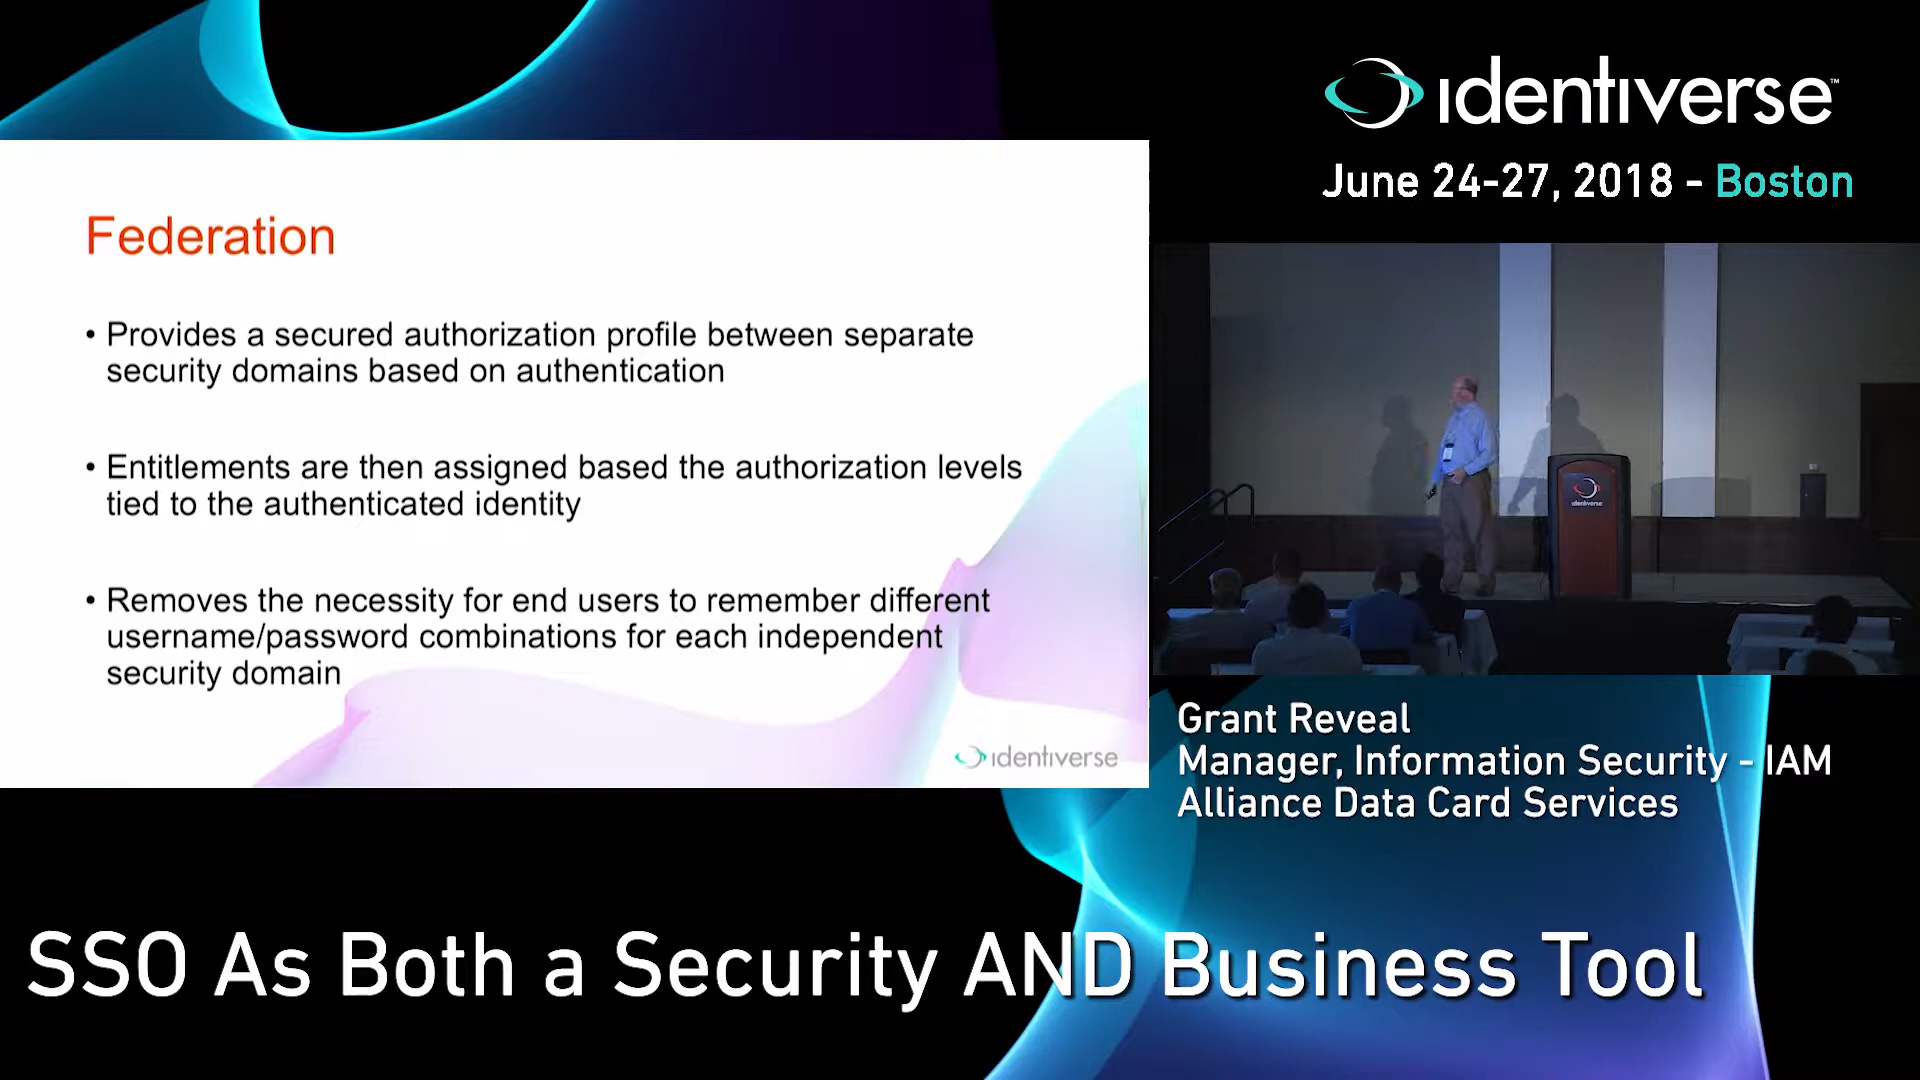 identiverse™
June 24-27, 2018 - Boston
Federation
• Provides a secured authorization profile between separate
security domains based on authentication
• Entitlements are then assigned based the authorization levels
tied to the authenticated identity
• Removes the necessity for end users to remember different
username/password combinations for each independent
security domain
identiverse
identiverse
Grant Reveal
Manager, Information Security - IAM
Alliance Data Card Services
SSO As Both a Security AND Business Tool